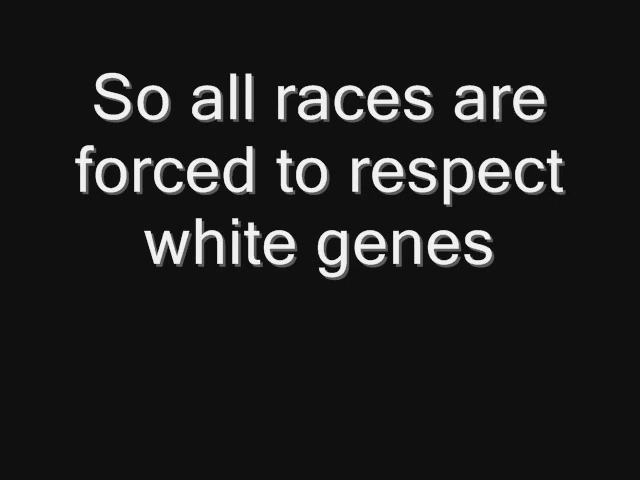 So all races are
forced to respect
white genes